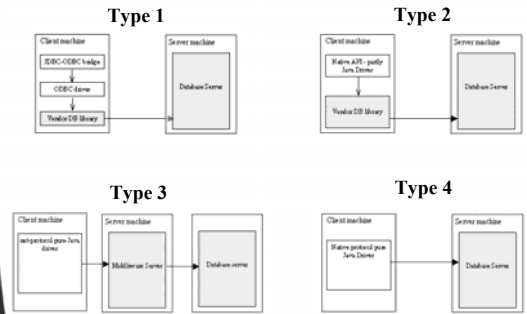 Type 1
Type 2
Client machine
Server machine
JDBC-ODBC bridge
ODBC driver
Vendor DB library
Database Server
Client machine
Server machine
Native API - partly
Java Driver
Vendor DB library
Database Server
Type 3
Type 4
Client machine
Server machine
net-protocol pure-Java
driver
Middleware Server
Database server
Client machine
Server machine
Native protocol pure
Java Driver
Database Server